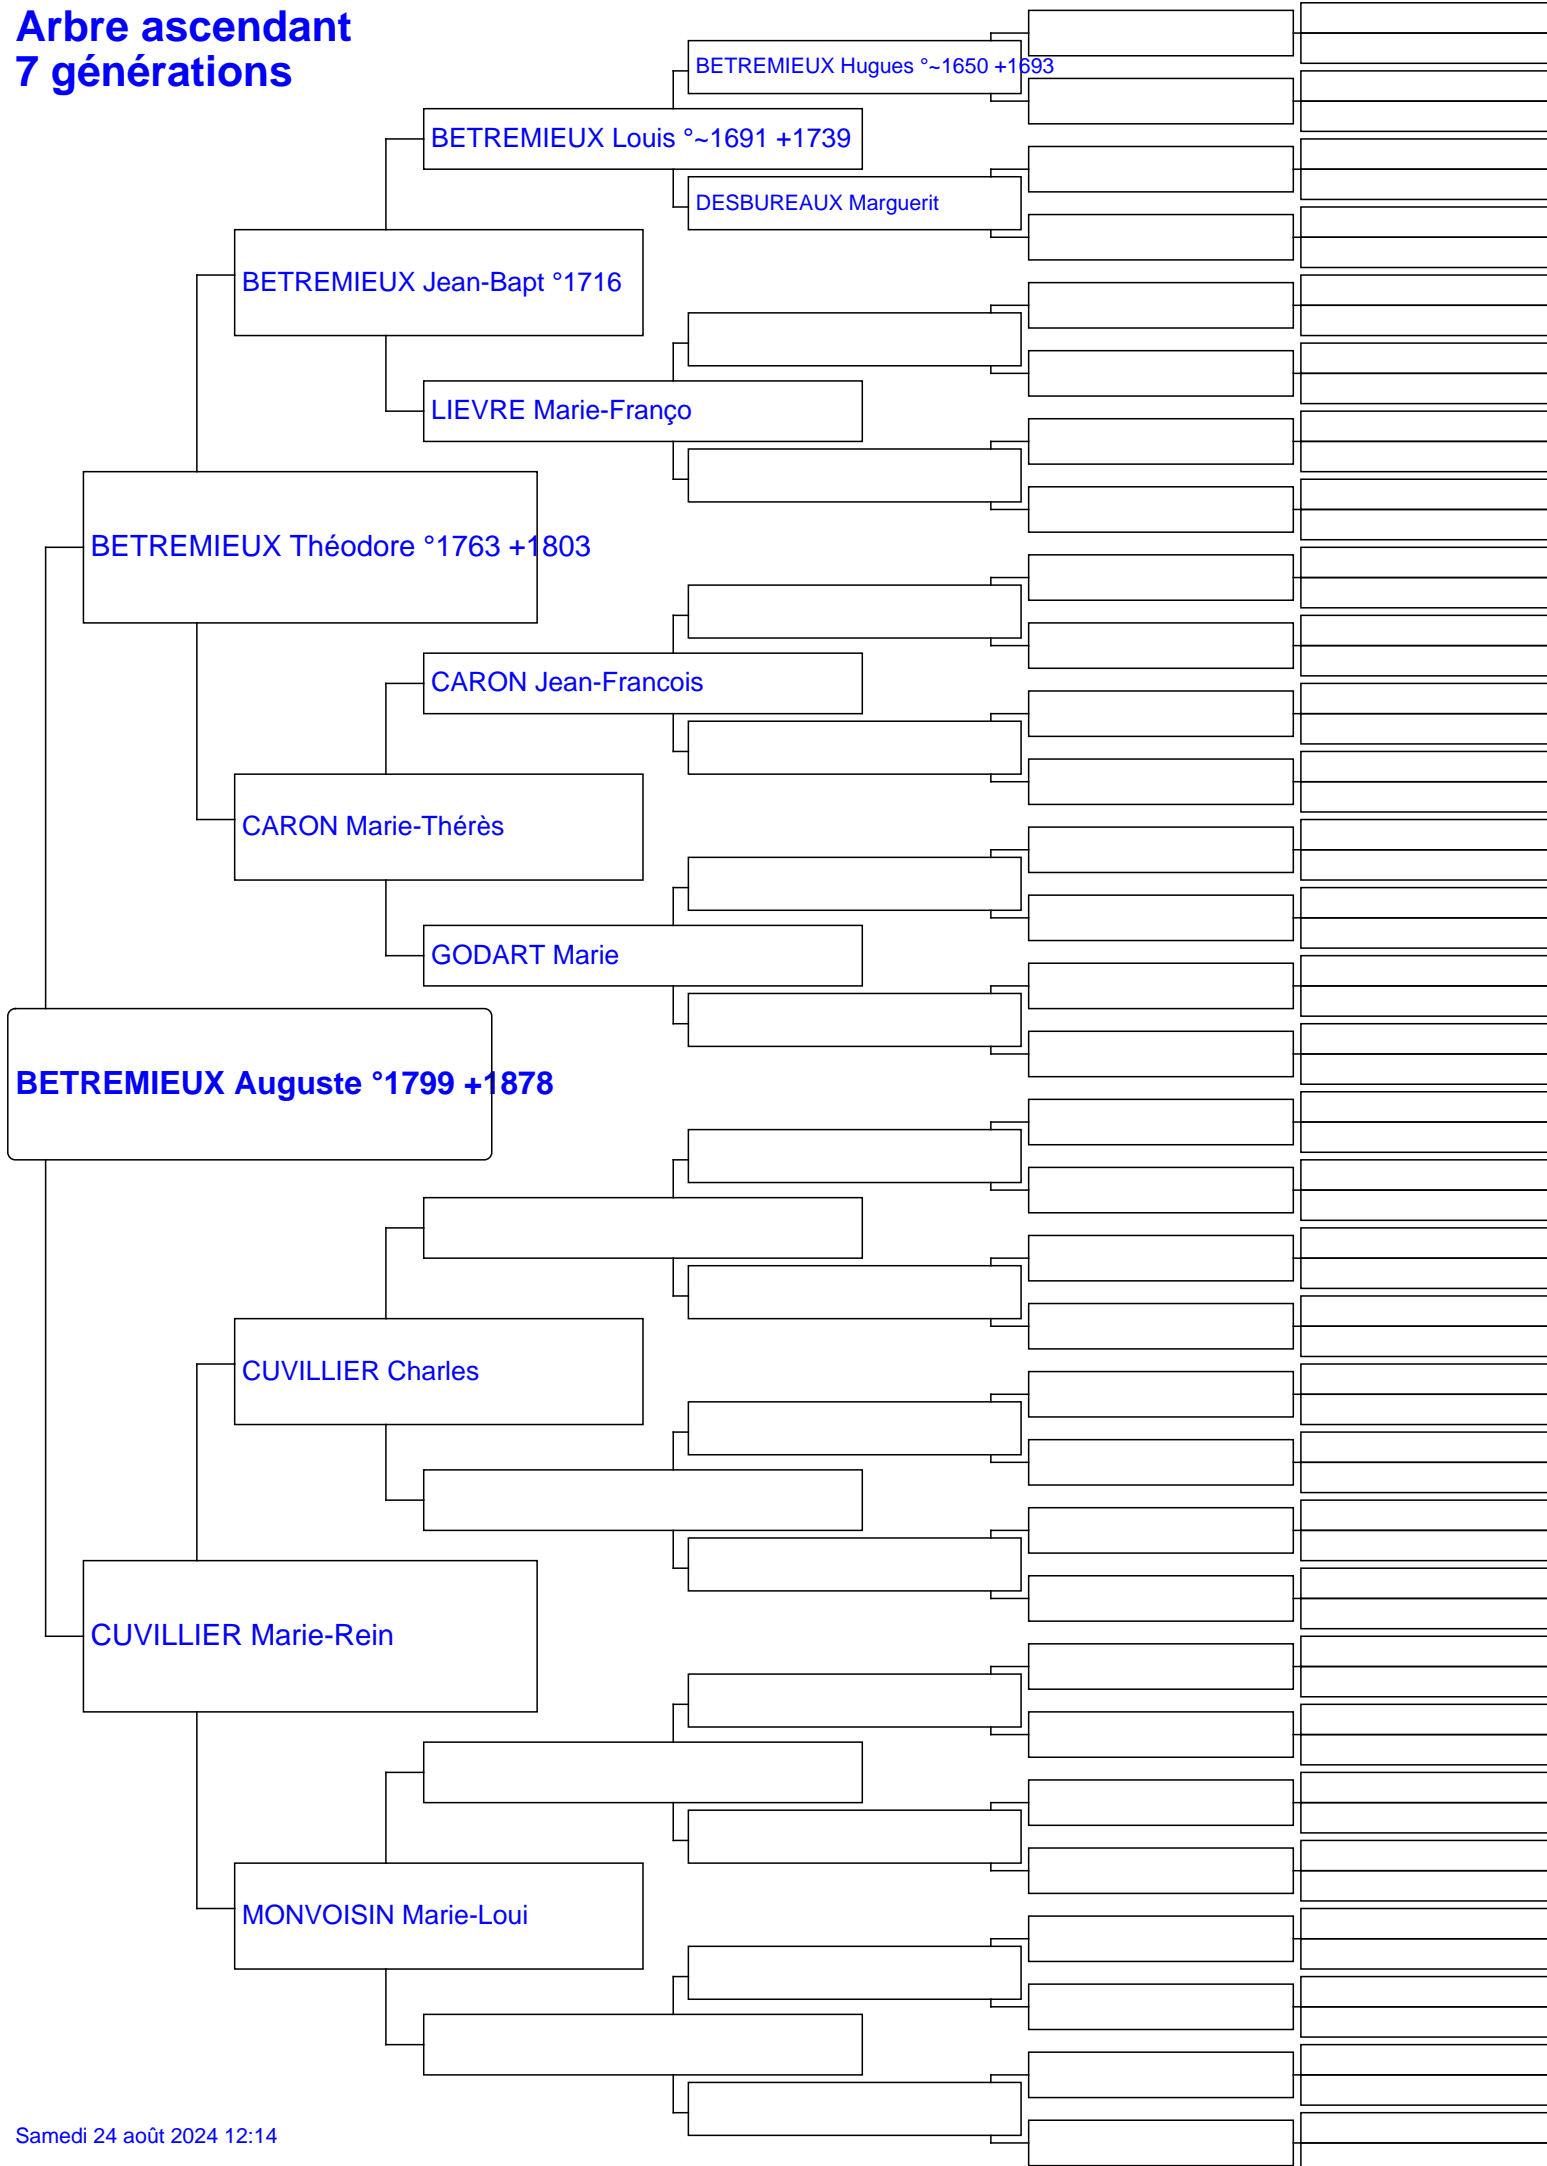 Arbre ascendant
7 générations
BETREMIEUX Hugues °~1650 +1693
BETREMIEUX Louis °~1691 +1739
DESBUREAUX Marguerit
BETREMIEUX Jean-Bapt °1716
LIEVRE Marie-Franço
BETREMIEUX Théodore °1763 +1803
CARON Jean-Francois
CARON Marie-Thérès
GODART Marie
BETREMIEUX Auguste °1799 +1878
CUVILLIER Charles
CUVILLIER Marie-Rein
MONVOISIN Marie-Loui
Samedi 24 août 2024 12:14